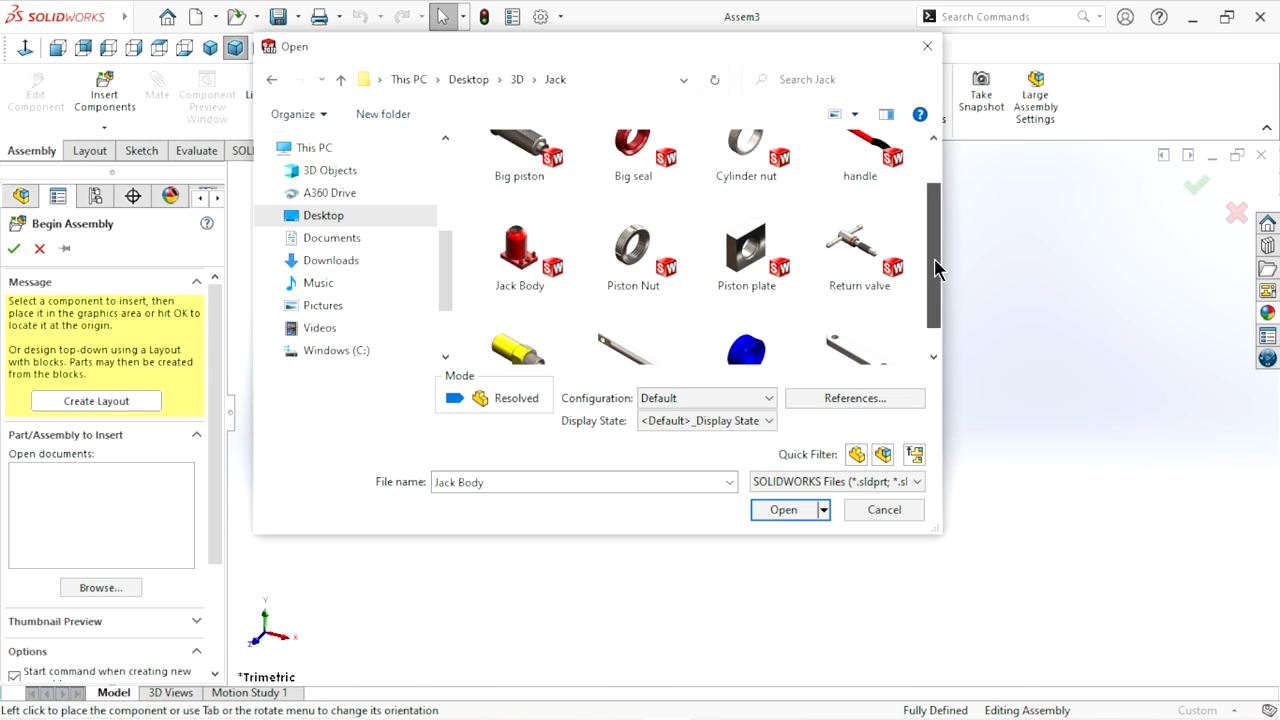 SOLIDWORKS
Assem3
Search Commands
Edit
Component
Insert
Components
Mate
Component
Preview
Window
Take
Snapshot
Large
Assembly
Settings
Assembly
Layout
Sketch
Evaluate
Begin Assembly
Message
Select a component to insert, then
place it in the graphics area or hit OK to
locate it at the origin.
Or design top-down using a Layout
with blocks. Parts may then be created
from the blocks.
Create Layout
Part/Assembly to Insert
Open documents:
Browse...
Thumbnail Preview
Options
Start command when creating new
Open
This PC > Desktop > 3D > Jack
Search Jack
Organize
New folder
This PC
3D Objects
A360 Drive
Desktop
Documents
Downloads
Music
Pictures
Videos
Windows (C:)
Big piston
Big seal
Cylinder nut
handle
Jack Body
Piston Nut
Piston plate
Return valve
Mode
Resolved
Configuration:
Default
References...
Display State:
<Default>_Display State
Quick Filter:
File name:
Jack Body
SOLIDWORKS Files (*.sldprt; *.sl
Open
Cancel
Y
X
Z
*Trimetric
Model
3D Views
Motion Study 1
Left click to place the component or use Tab or the rotate menu to change its orientation
Fully Defined
Editing Assembly
Custom